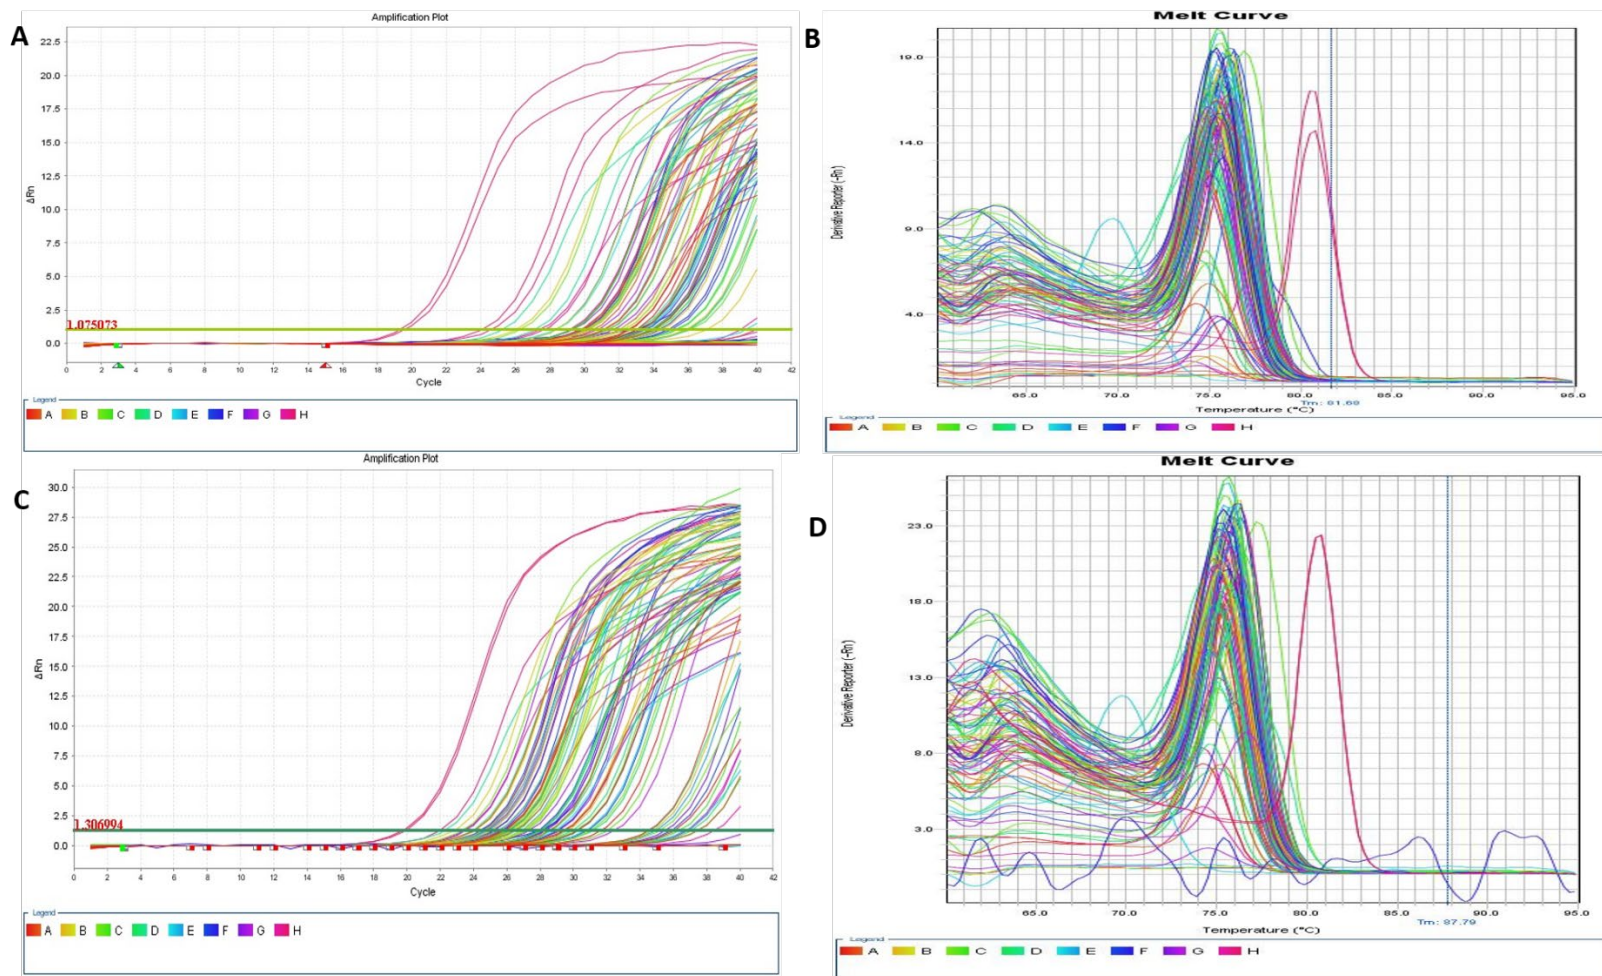 A
Amplification Plot
22.5
20.0
17.5
15.0
12.5
10.0
7.5
5.0
2.5
0.0
ΔRn
1.075073
0 2 4 6 8 10 12 14 16 18 20 22 24 26 28 30 32 34 36 38 40 42
Cycle
Legend
A B C D E F G H
B
Melt Curve
19.0
14.0
9.0
4.0
Derivative Reporter (-Rn)
65.0 70.0 75.0 80.0 85.0 90.0 95.0
Tm: 81.68
Temperature (°C)
Legend
A B C D E F G H
C
Amplification Plot
30.0
27.5
25.0
22.5
20.0
17.5
15.0
12.5
10.0
7.5
5.0
2.5
0.0
ΔRn
1.306994
0 2 4 6 8 10 12 14 16 18 20 22 24 26 28 30 32 34 36 38 40 42
Cycle
Legend
A B C D E F G H
D
Melt Curve
23.0
18.0
13.0
8.0
3.0
Derivative Reporter (-Rn)
65.0 70.0 75.0 80.0 85.0 90.0 95.0
Tm: 87.79
Temperature (°C)
Legend
A B C D E F G H